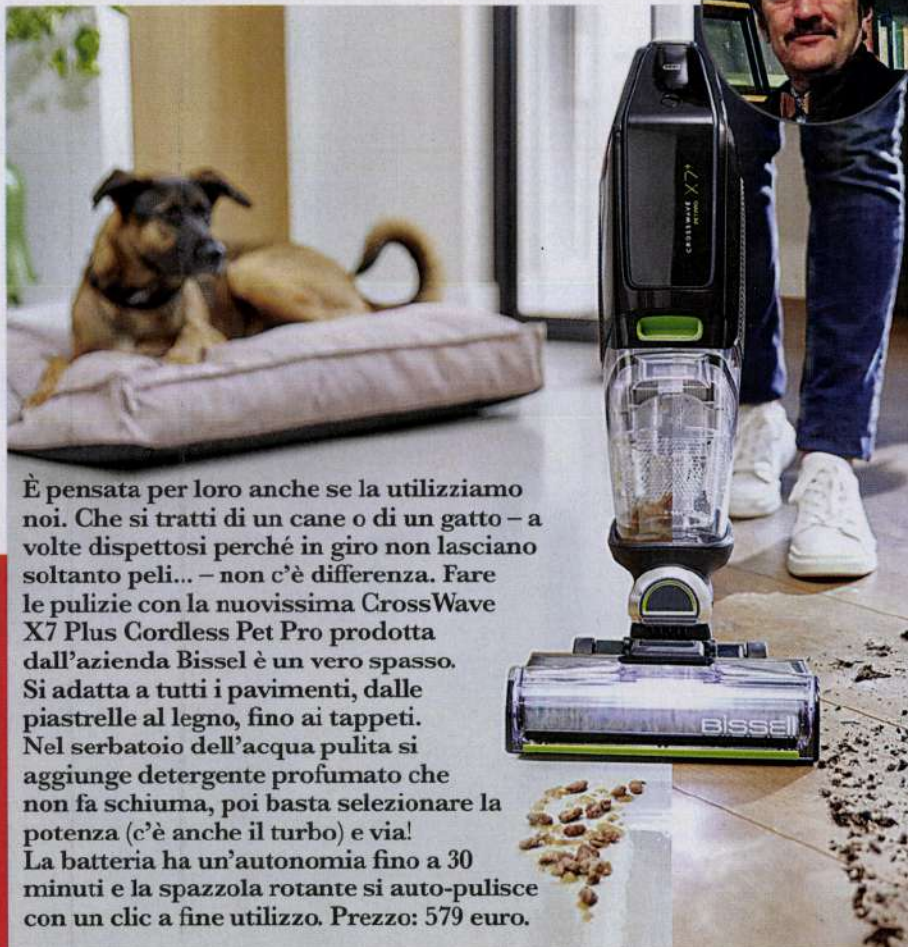 CROSSWAVE X7+
PET PRO
BISSELL
È pensata per loro anche se la utilizziamo
noi. Che si tratti di un cane o di un gatto – a
volte dispettosi perché in giro non lasciano
soltanto peli... – non c'è differenza. Fare
le pulizie con la nuovissima CrossWave
X7 Plus Cordless Pet Pro prodotta
dall'azienda Bissel è un vero spasso.
Si adatta a tutti i pavimenti, dalle
piastrelle al legno, fino ai tappeti.
Nel serbatoio dell'acqua pulita si
aggiunge detergente profumato che
non fa schiuma, poi basta selezionare la
potenza (c'è anche il turbo) e via!
La batteria ha un'autonomia fino a 30
minuti e la spazzola rotante si auto-pulisce
con un clic a fine utilizzo. Prezzo: 579 euro.